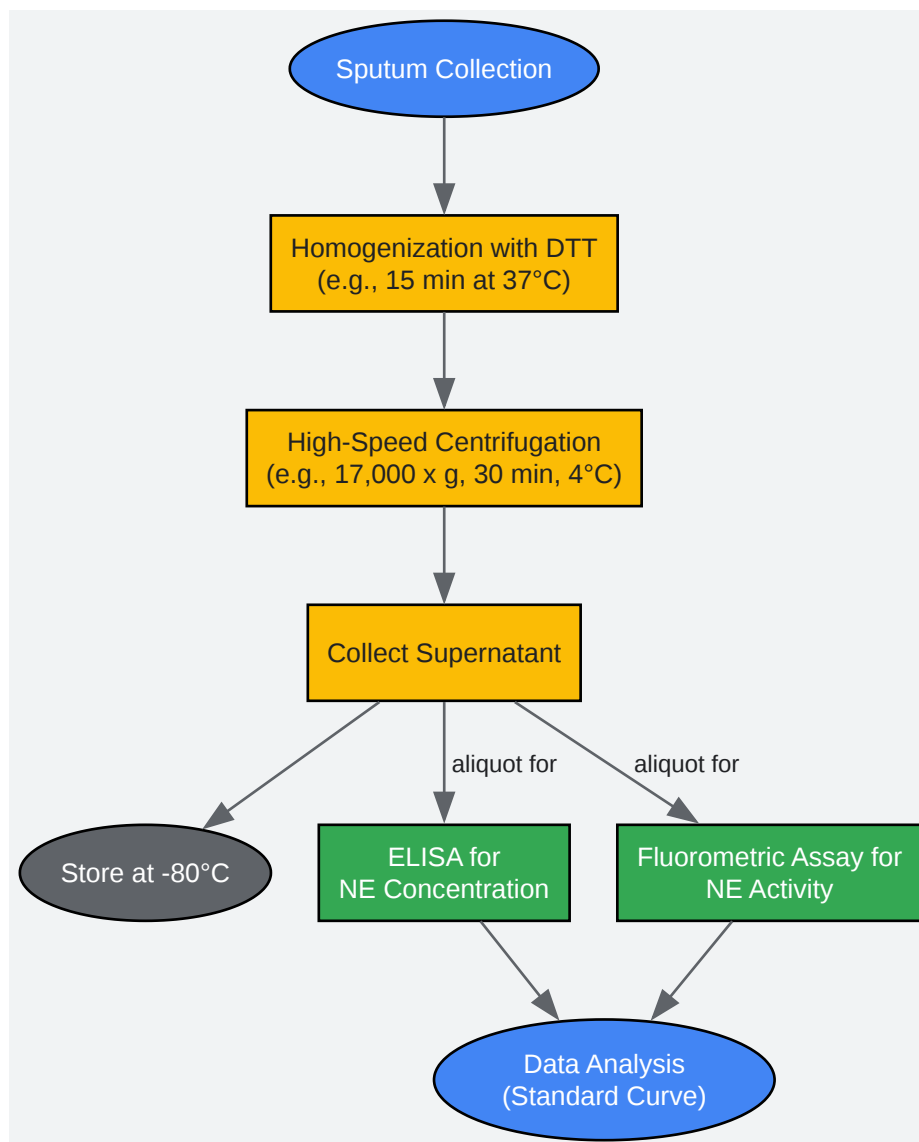 Sputum Collection
Homogenization with DTT
(e.g., 15 min at 37°C)
High-Speed Centrifugation
(e.g., 17,000 x g, 30 min, 4°C)
Collect Supernatant
aliquot for
aliquot for
Store at -80°C
ELISA for
NE Concentration
Fluorometric Assay for
NE Activity
Data Analysis
(Standard Curve)